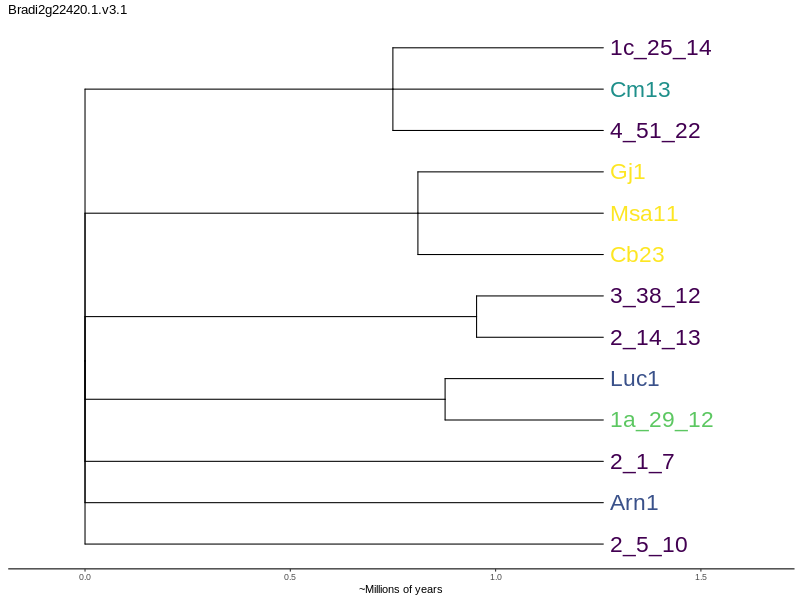 Bradi2g22420.1.v3.1
1c_25_14
Cm13
4_51_22
Gj1
Msa11
Cb23
3_38_12
2_14_13
Luc1
1a_29_12
2_1_7
Arn1
2_5_10
0.0 0.5 1.0 1.5
~Millions of years